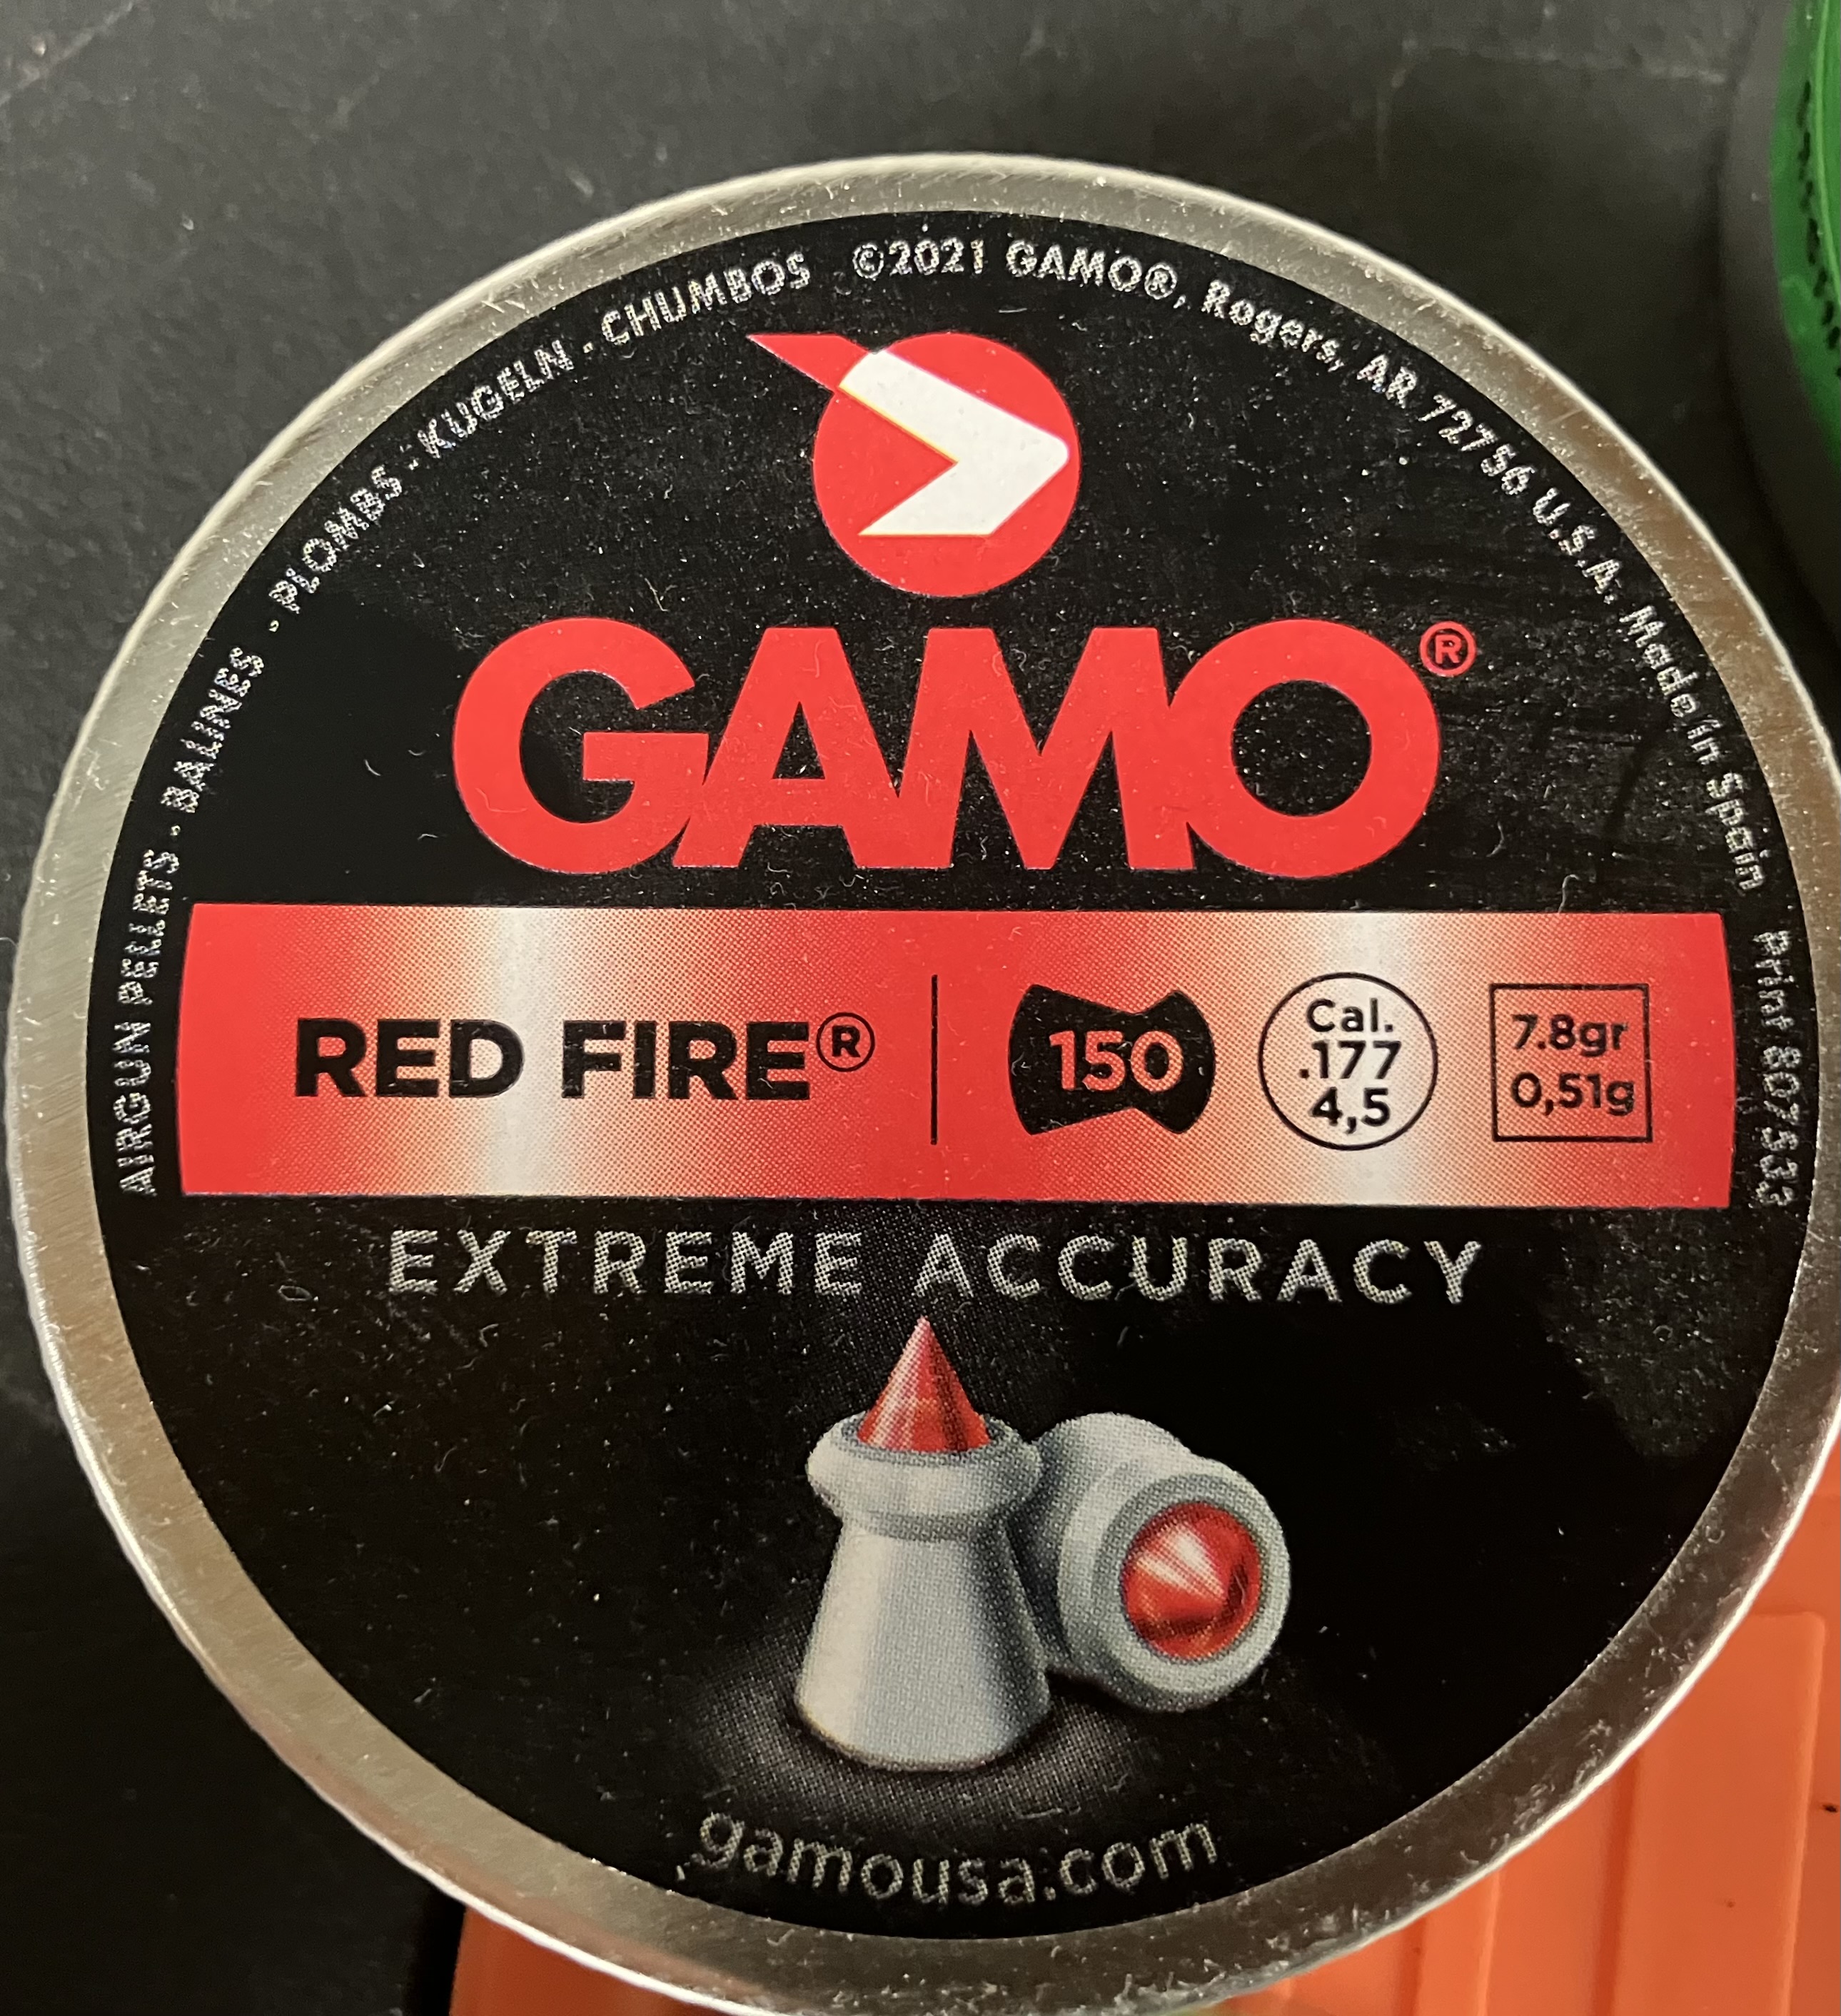 AIRGUN PELLETS - BALINES - PLOMBS - KUGELN - CHUMBOS ©2021 GAMO®, Rogers, AR 72756 U.S.A. Made in Spain Print 807533
GAMO®
RED FIRE®
150
Cal.
.177
4,5
7.8gr
0,51g
EXTREME ACCURACY
gamousa.com